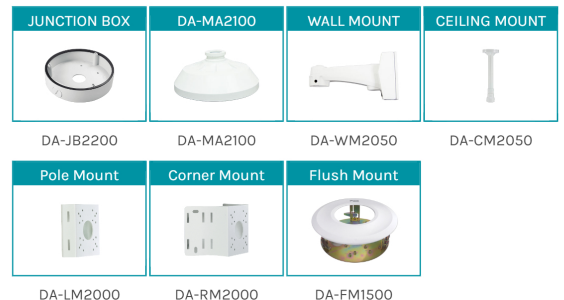 JUNCTION BOX
DA-MA2100
WALL MOUNT
CEILING MOUNT
DA-JB2200
DA-MA2100
DA-WM2050
DA-CM2050
Pole Mount
Corner Mount
Flush Mount
DA-LM2000
DA-RM2000
DA-FM1500